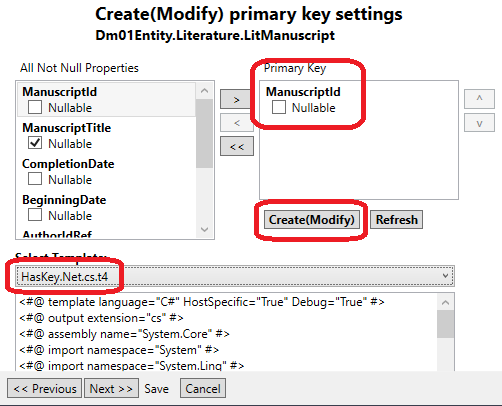 Create(Modify) primary key settings
Dm01Entity.Literature.LitManuscript
All Not Null Properties
Primary Key
ManuscriptId
Nullable
ManuscriptTitle
Nullable
CompletionDate
Nullable
BeginningDate
Nullable
AuthorIdRef
>
<
<<
ManuscriptId
Nullable
^
v
Create(Modify)
Refresh
Select Template:
HasKey.Net.cs.t4
<#@ template language="C#" HostSpecific="True" Debug="True" #>
<#@ output extension="cs" #>
<#@ assembly name="System.Core" #>
<#@ import namespace="System" #>
<#@ import namespace="System.Linq" #>
<< Previous
Next >>
Save
Cancel